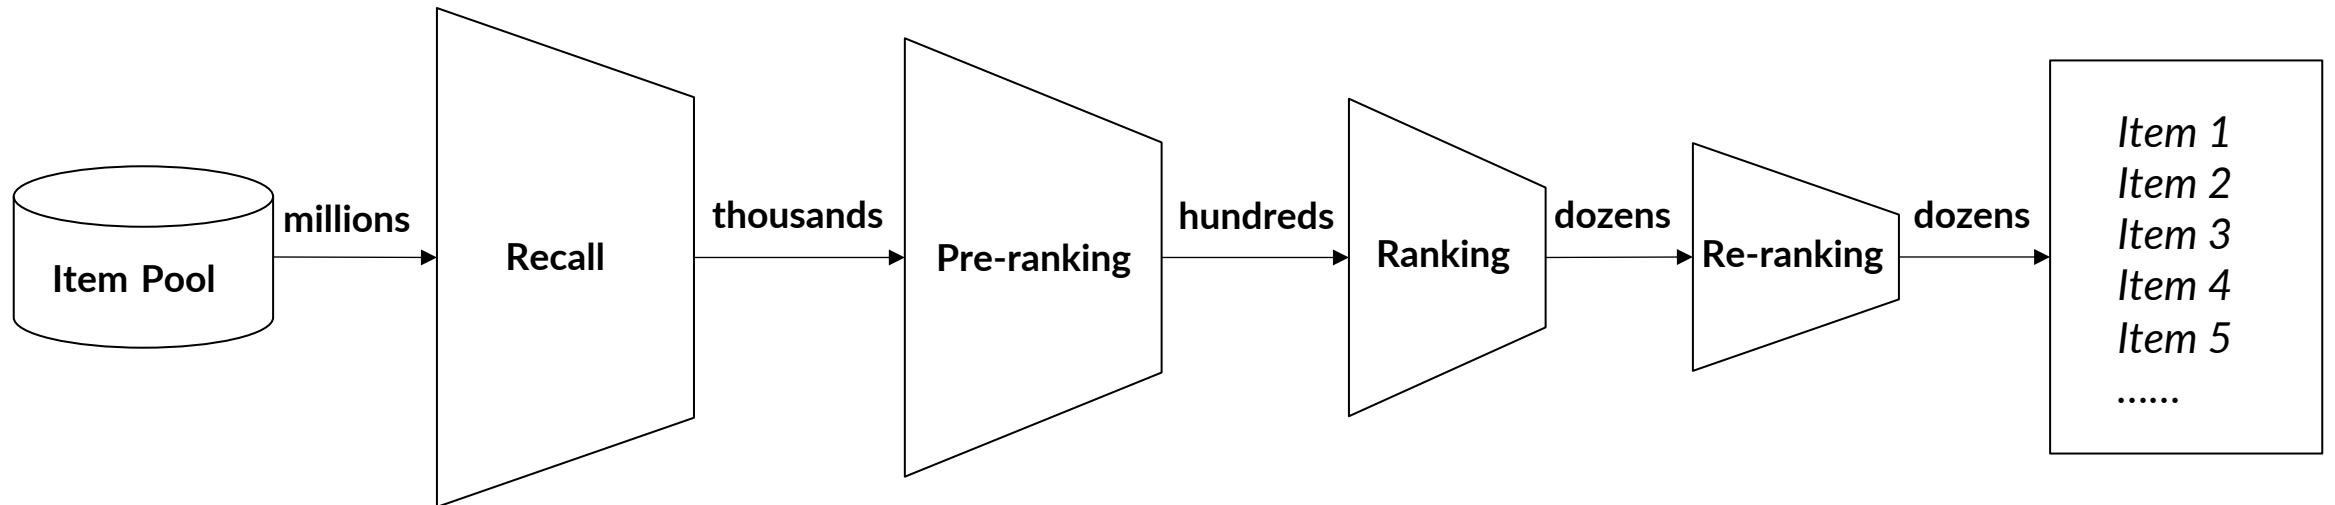 Item Pool
millions
Recall
thousands
Pre-ranking
hundreds
Ranking
dozens
Re-ranking
dozens
Item 1
Item 2
Item 3
Item 4
Item 5
......